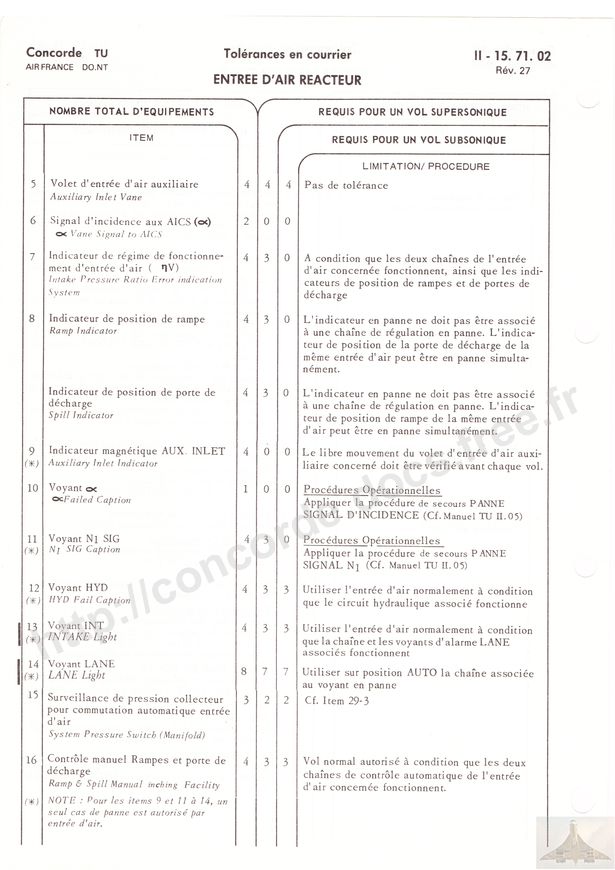 Concorde TU
AIR FRANCE DO.NT
Tolérances en courrier
II - 15. 71. 02
Rév. 27
ENTREE D'AIR REACTEUR
NOMBRE TOTAL D'EQUIPEMENTS
REQUIS POUR UN VOL SUPERSONIQUE
REQUIS POUR UN VOL SUBSONIQUE
ITEM
LIMITATION/ PROCEDURE
5 Volet d'entrée d'air auxiliaire 4 4 4 Pas de tolérance
Auxiliary Inlet Vane
6 Signal d'incidence aux AICS (∝) 2 0 0
∝ Vane Signal to AICS
7 Indicateur de régime de fonctionne- 4 3 0 A condition que les deux chaînes de l'entrée
ment d'entrée d'air ( ηV) d'air concernée fonctionnent, ainsi que les indi-
Intake Pressure Ratio Error indication cateurs de position de rampes et de portes de
System décharge
8 Indicateur de position de rampe 4 3 0 L'indicateur en panne ne doit pas être associé
Ramp Indicator à une chaîne de régulation en panne. L'indica-
teur de position de la porte de décharge de la
même entrée d'air peut être en panne simulta-
nément.
Indicateur de position de porte de 4 3 0 L'indicateur en panne ne doit pas être associé
décharge à une chaîne de régulation en panne. L'indica-
Spill Indicator teur de position de rampe de la même entrée
d'air peut être en panne simultanément.
9 Indicateur magnétique AUX. INLET 4 0 0 Le libre mouvement du volet d'entrée d'air auxi-
(*) Auxiliary Inlet Indicator liaire concerné doit être vérifié avant chaque vol.
10 Voyant ∝ 1 0 0 Procédures Opérationnelles
∝Failed Caption Appliquer la procédure de secours PANNE
SIGNAL D'INCIDENCE (Cf. Manuel TU II. 05)
11 Voyant N1 SIG 4 3 0 Procédures Opérationnelles
(*) N1 SIG Caption Appliquer la procédure de secours PANNE
SIGNAL N1 (Cf. Manuel TU II. 05)
12 Voyant HYD 4 3 3 Utiliser l'entrée d'air normalement à condition
(*) HYD Fail Caption que le circuit hydraulique associé fonctionne
13 Voyant INT 4 3 3 Utiliser l'entrée d'air normalement à condition
(*) INTAKE Light que la chaîne et les voyants d'alarme LANE
associés fonctionnent
14 Voyant LANE
(*) LANE Light 8 7 7 Utiliser sur position AUTO la chaîne associée
au voyant en panne
15 Surveillance de pression collecteur 3 2 2 Cf. Item 29-3
pour commutation automatique entrée
d'air
System Pressure Switch (Manifold)
16 Contrôle manuel Rampes et porte de 4 3 3 Vol normal autorisé à condition que les deux
décharge chaînes de contrôle automatique de l'entrée
Ramp & Spill Manual inching Facility d'air concernée fonctionnent.
(*) NOTE : Pour les items 9 et 11 à 14, un
seul cas de panne est autorisé par
entrée d'air.
http://concorde-docs.free.fr